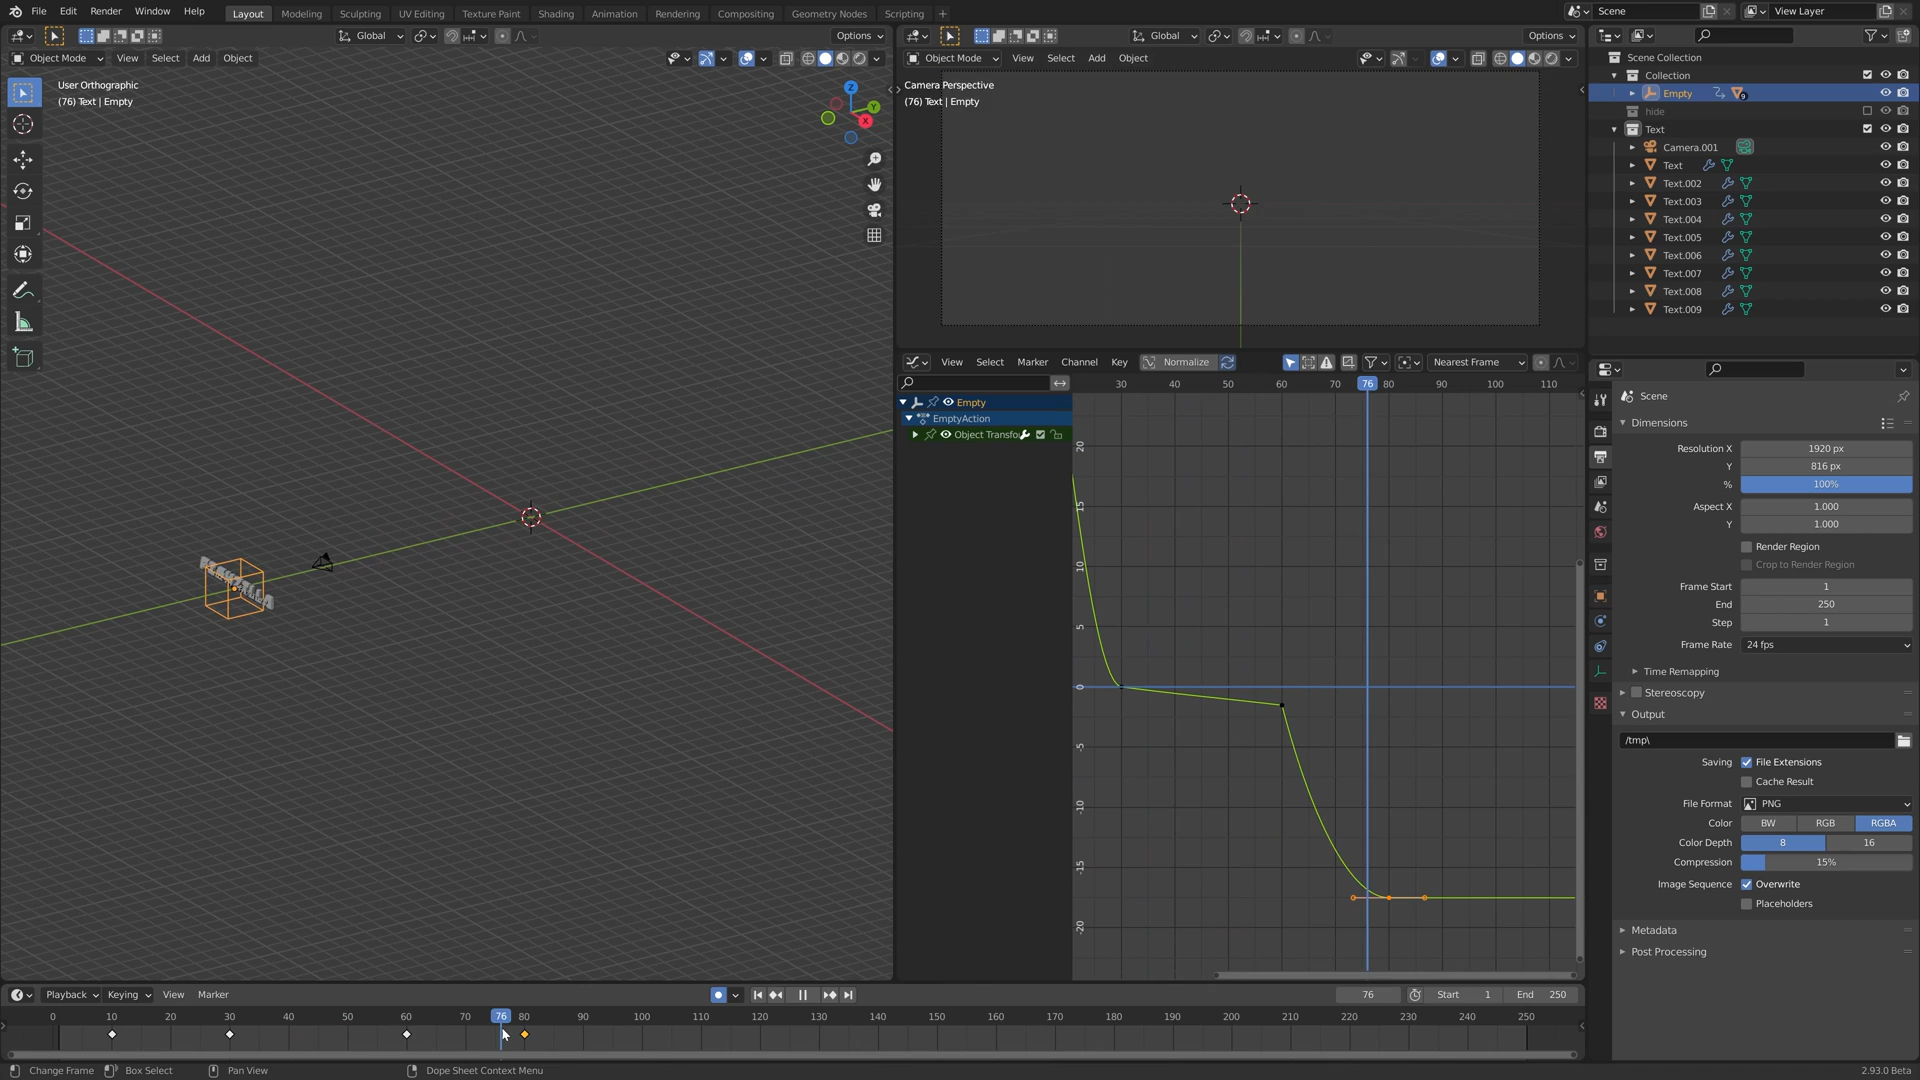 File Edit Render Window Help Layout Modeling Sculpting UV Editing Texture Paint Shading Animation Rendering Compositing Geometry Nodes Scripting + Scene View Layer
Global Options
Object Mode View Select Add Object
User Orthographic
(76) Text | Empty
Z
Y
X
Global Options
Object Mode View Select Add Object
Camera Perspective
(76) Text | Empty
View Select Marker Channel Key Normalize Nearest Frame
30 40 50 60 70 76 80 90 100 110
Empty
EmptyAction
Object Transfo
20
15
10
5
0
-5
-10
-15
-20
Scene Collection
Collection
Empty 9
hide
Text
Camera.001
Text
Text.002
Text.003
Text.004
Text.005
Text.006
Text.007
Text.008
Text.009
Scene
Dimensions
Resolution X 1920 px
Y 816 px
% 100%
Aspect X 1.000
Y 1.000
Render Region
Crop to Render Region
Frame Start 1
End 250
Step 1
Frame Rate 24 fps
Time Remapping
Stereoscopy
Output
/tmp\
Saving File Extensions
Cache Result
File Format PNG
Color BW RGB RGBA
Color Depth 8 16
Compression 15%
Image Sequence Overwrite
Placeholders
Metadata
Post Processing
Playback Keying View Marker 76 Start 1 End 250
0 10 20 30 40 50 60 70 76 80 90 100 110 120 130 140 150 160 170 180 190 200 210 220 230 240 250
Change Frame Box Select Pan View Dope Sheet Context Menu 2.93.0 Beta